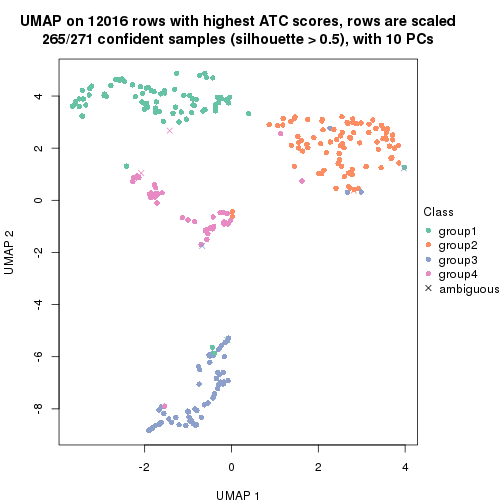 UMAP on 12016 rows with highest ATC scores, rows are scaled
265/271 confident samples (silhouette > 0.5), with 10 PCs
4
2
0
-2
-4
-6
-8
UMAP 2
-2
0
2
4
UMAP 1
Class
group1
group2
group3
group4
ambiguous